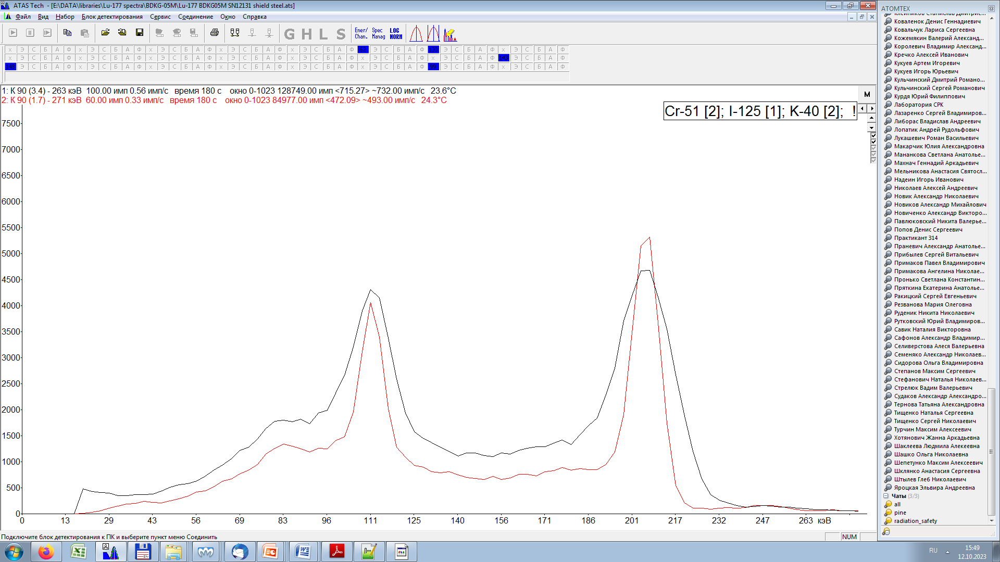 ATAS Tech - [E:\DATA\libraries\Lu-177 spectra\BDKG-05M\Lu-177 BDKG05M SN12131 shield steel.ats]
Файл Вид Набор Блок детектирования Сервис Соединение Окно Справка
G H L S Ener/ Chan. Spec Manag LOG NORM
х Э С Б А Ф х Э С Б А Ф х Э С Б А Ф х Э С Б А Ф х Э С Б А Ф Э С Б А Ф Э С Б А Ф х Э С Б А Ф
х Э С Б А Ф х Э С Б А Ф х Э С Б А Ф х Э С Б А Ф х Э С Б А Ф х Э С Б А Ф х Э С Б А Ф Э С Б А Ф
Э С Б А Ф х Э С Б А Ф х Э С Б А Ф х Э С Б А Ф х Э С Б А Ф х Э С Б А Ф 99 Э С Б А Ф х Э С Б А Ф
1: К 90 (3.4) - 263 кэВ 100.00 имп 0.56 имп/с время 180 с окно 0-1023 128749.00 имп <715.27> ~732.00 имп/с 23.6°C
2: К 90 (1.7) - 271 кэВ 60.00 имп 0.33 имп/с время 180 с окно 0-1023 84977.00 имп <472.09> ~493.00 имп/с 24.3°C
М
Cr-51 [2]; I-125 [1]; K-40 [2]; !
7500
7000
6500
6000
5500
5000
4500
4000
3500
3000
2500
2000
1500
1000
500
0
0 13 29 43 56 69 83 96 111 125 140 156 171 186 201 217 232 247 263 кэВ
Подключите блок детектирования к ПК и выберите пункт меню Соединить
NUM
ATOMTEX
Коваленок Денис Геннадиевич
Ковальчук Лариса Сергеевна
Кожемякин Валерий Александ...
Королевич Владимир Александ...
Кречко Алексей Иванович
Кукуев Артем Игоревич
Кукуев Игорь Юрьевич
Кульчинский Дмитрий Романо...
Кульчинский Сергей Романович
Курдя Юрий Филиппович
Лаборатория СРК
Лазаренко Сергей Владимиров...
Либорас Владислав Андреевич
Лопатик Андрей Рудольфович
Лукашевич Роман Васильевич
Макарчик Юлия Александровна
Мананкова Светлана Анатолье...
Махнач Геннадий Аркадьевич
Мельникова Анастасия Святосл...
Надеин Игорь Иванович
Николаев Алексей Андреевич
Новик Александр Николаевич
Новиков Александр Михайлович
Новиченко Александр Викторо...
Павлюковский Никита Валерье...
Попов Денис Сергеевич
Практикант 314
Праневич Александр Анатолье...
Прибылев Сергей Витальевич
Примаков Павел Владимирович
Примакова Ангелина Николае...
Пронько Светлана Константин...
Пряткина Екатерина Анатолье...
Ракицкий Сергей Евгеньевич
Резванова Мария Олеговна
Руденик Никита Николаевич
Рутковский Юрий Владимиров...
Савик Наталия Викторовна
Сафонов Александр Владимир...
Селиверстова Алеся Валерьевна
Семеняко Александр Николаев...
Сидорова Ольга Владимировна
Степанов Максим Сергеевич
Стефанович Наталья Николаев...
Стрелюк Вадим Валерьевич
Судаков Александр Александро...
Тернова Татьяна Александровна
Тищенко Наталья Сергеевна
Тищенко Сергей Николаевич
Турчин Максим Алексеевич
Хотянович Жанна Аркадьевна
Шаклеева Людмила Алекеевна
Шашко Ольга Николаевна
Шепетунко Максим Алексеевич
Шклянко Анастасия Сергеевна
Штылев Глеб Николаевич
Яроцкая Эльвира Андреевна
Чаты (3/3)
all
pine
radiation_safety
RU
15:49
12.10.2023